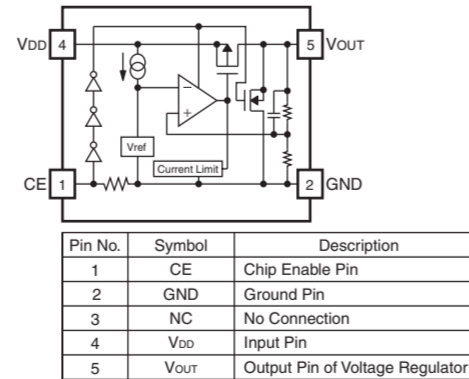 VDD 4 5 VOUT
−
+
Vref
Current Limit
CE 1 2 GND
Pin No. Symbol Description
1 CE Chip Enable Pin
2 GND Ground Pin
3 NC No Connection
4 VDD Input Pin
5 VOUT Output Pin of Voltage Regulator